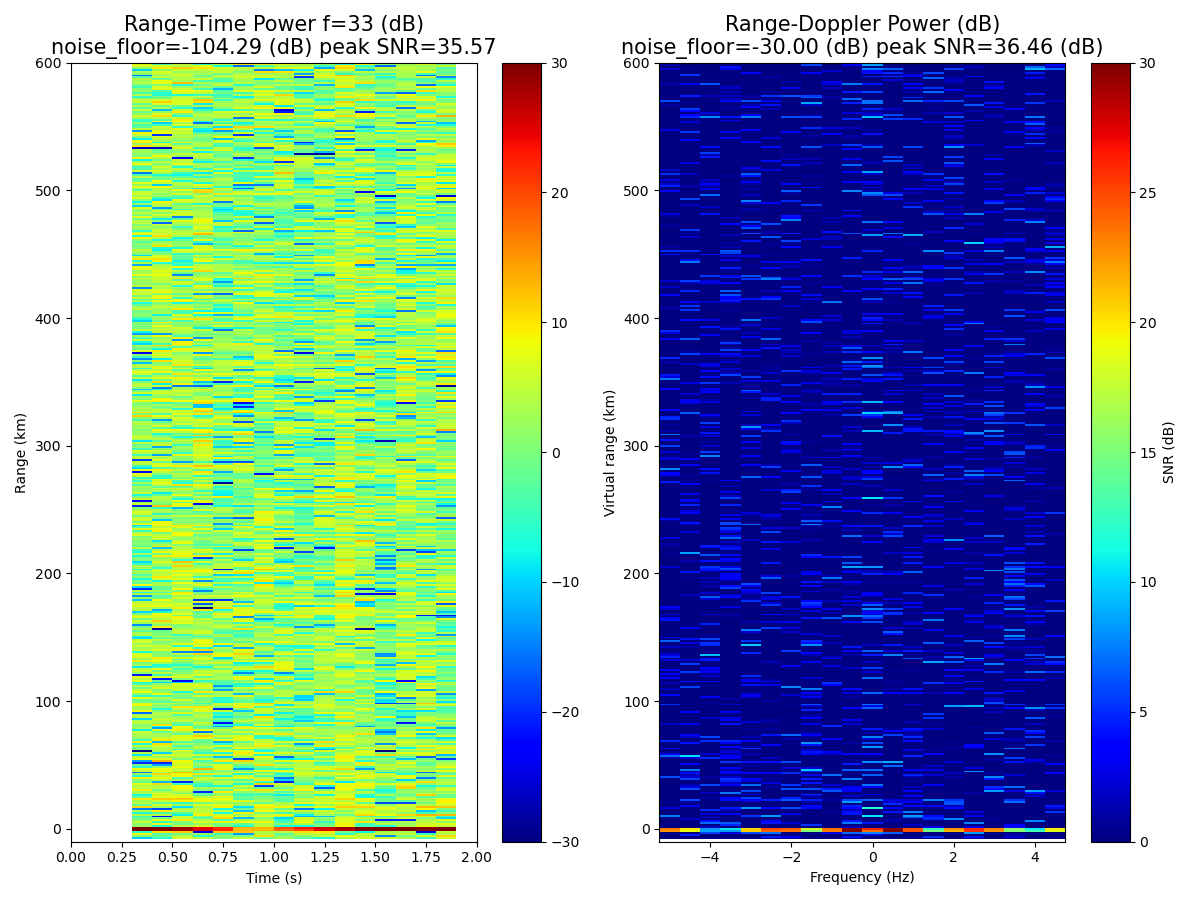 Range-Time Power f=33 (dB)
noise_floor=-104.29 (dB) peak SNR=35.57
Range-Doppler Power (dB)
noise_floor=-30.00 (dB) peak SNR=36.46 (dB)
600
500
400
300
200
100
0
Range (km)
0.00 0.25 0.50 0.75 1.00 1.25 1.50 1.75 2.00
Time (s)
30
20
10
0
−10
−20
−30
600
500
400
300
200
100
0
Virtual range (km)
−4 −2 0 2 4
Frequency (Hz)
30
25
20
15
10
5
0
SNR (dB)